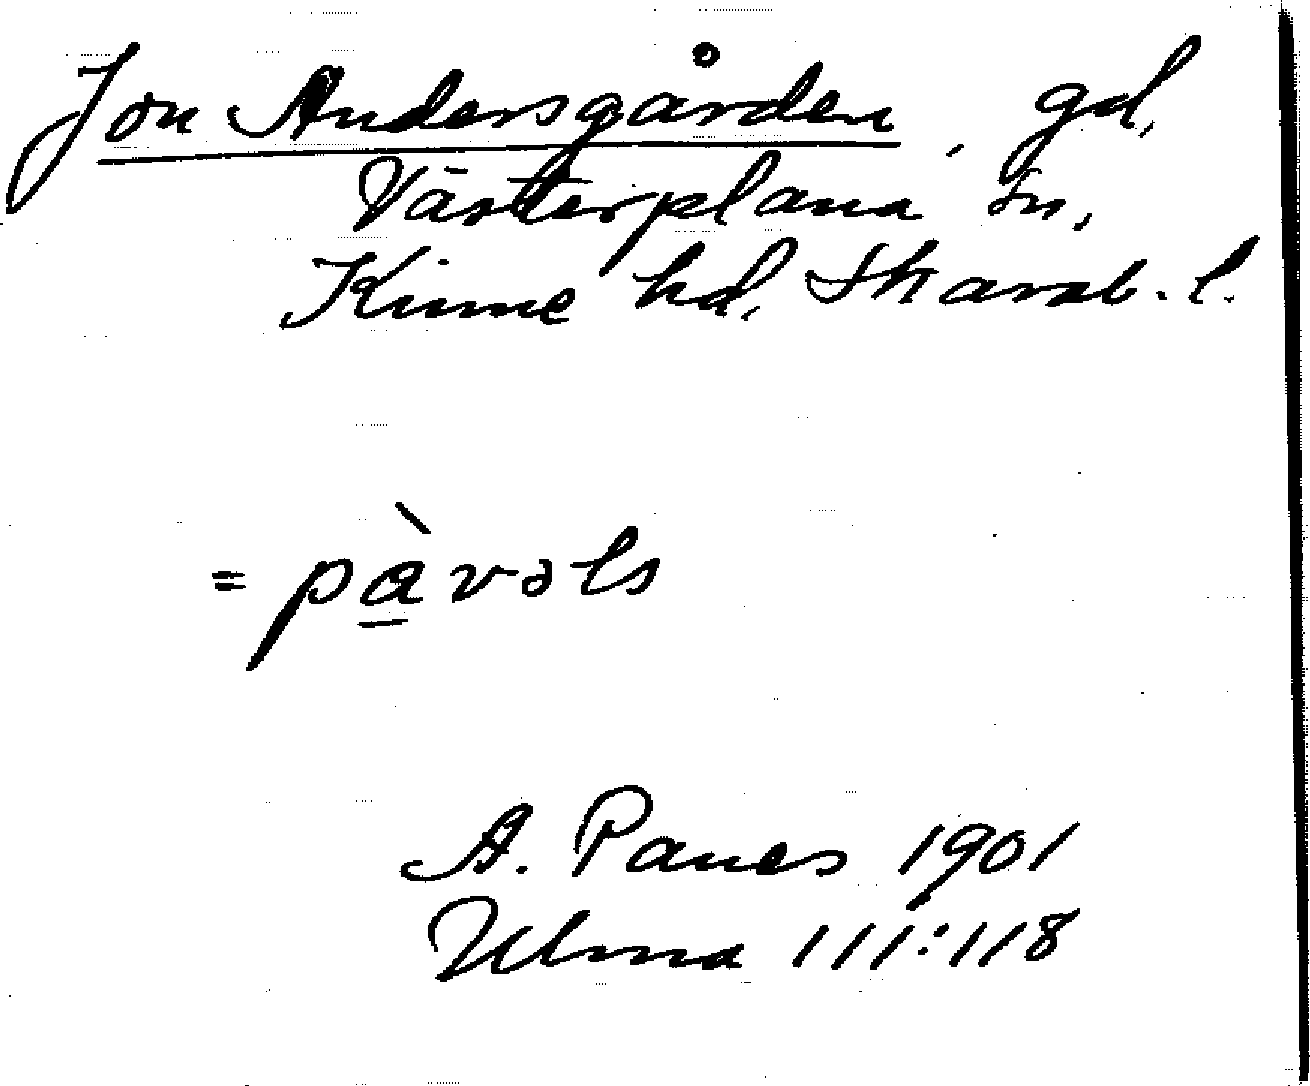 Jon Andersgården, gd,
Västerplana sn,
Kinne hd, Skarab. l.
= pàvəls
A. Panes 1901
Ulma 111:118